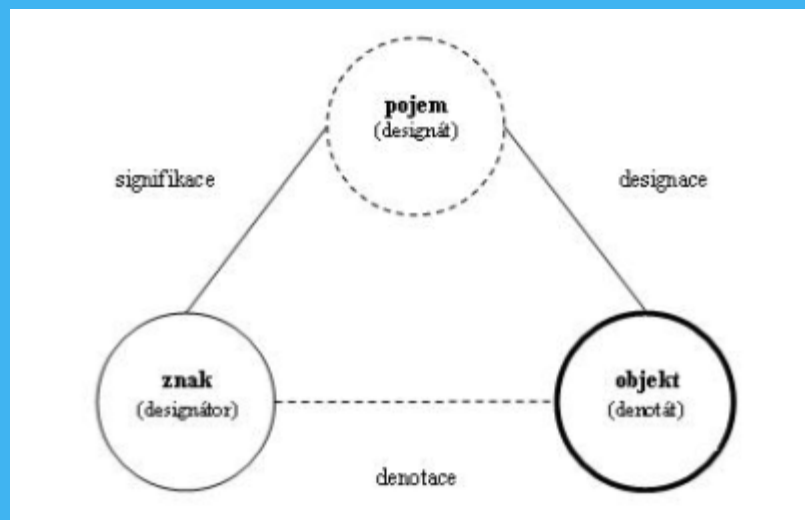 pojem
(designát)
signifikace
designace
znak
(designátor)
objekt
(denotát)
denotace